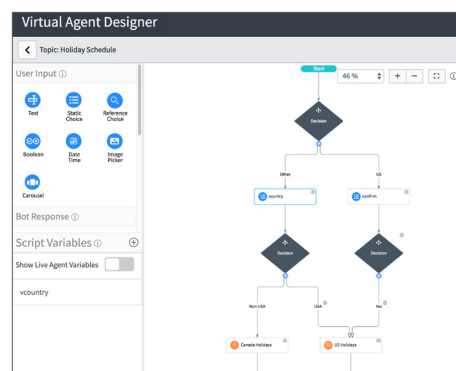 Virtual Agent Designer
Topic: Holiday Schedule
User Input
Text
Static Choice
Reference Choice
Boolean
Date Time
Image Picker
Carousel
Bot Response
Script Variables
Show Live Agent Variables
vcountry
Start
46 %
Decision
Other
US
country
confirm
Decision
Decision
Non USA
USA
Yes
Canada Holidays
US Holidays